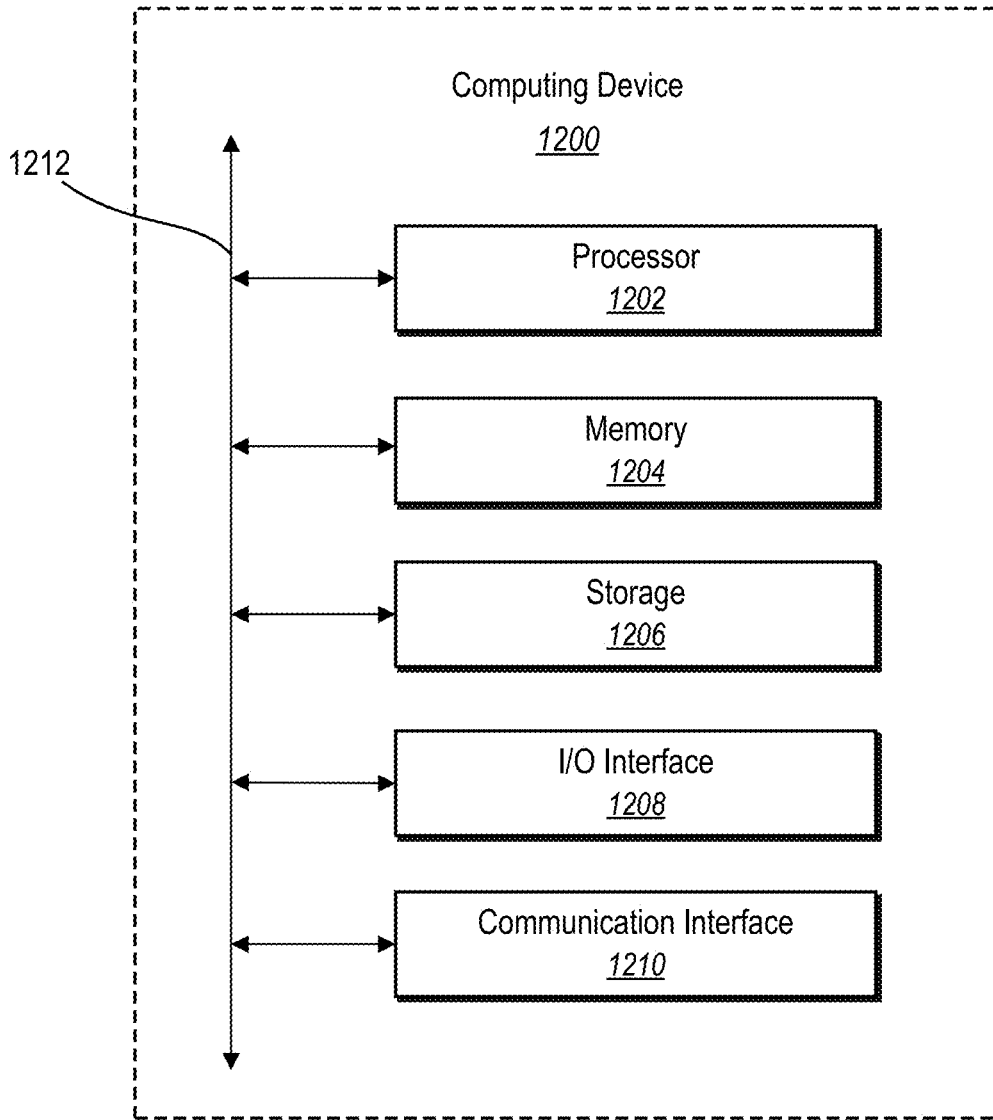 Computing Device
1200
1212
Processor
1202
Memory
1204
Storage
1206
I/O Interface
1208
Communication Interface
1210